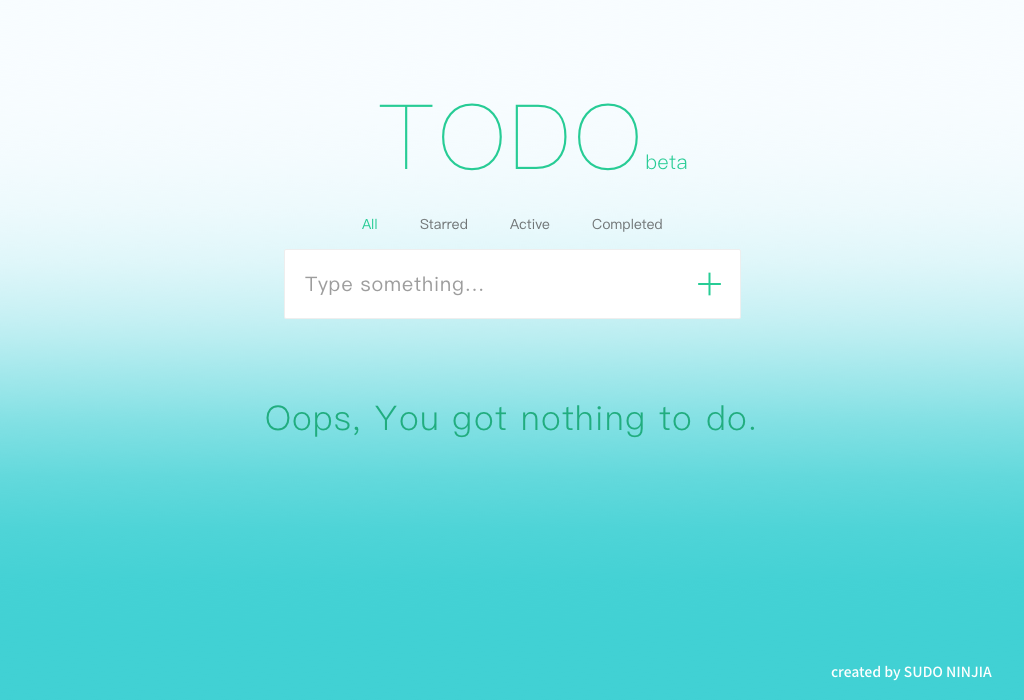 TODO beta
All Starred Active Completed
Type something...
Oops, You got nothing to do.
created by SUDO NINJIA